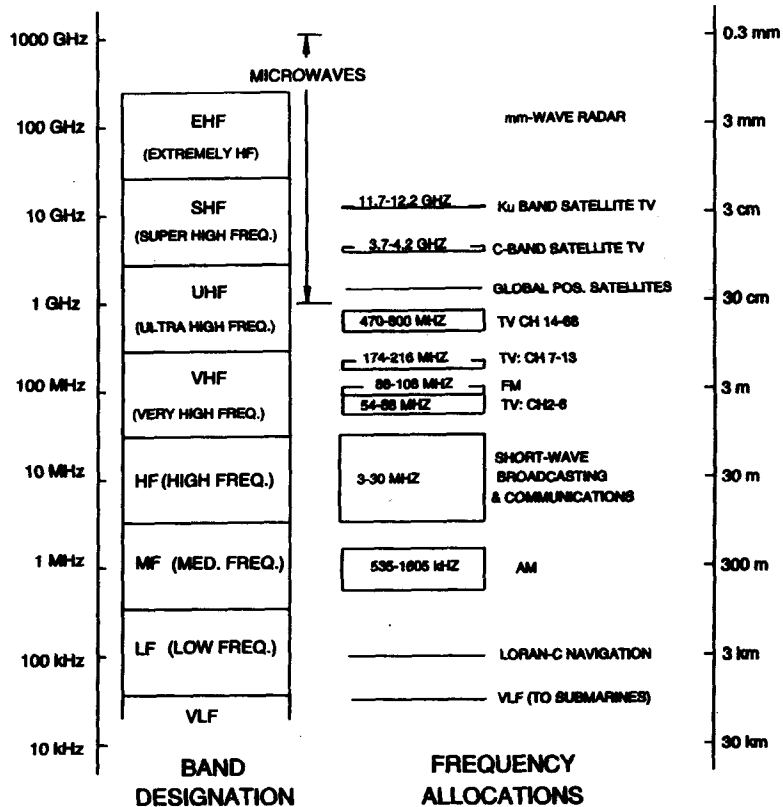 1000 GHz
100 GHz
10 GHz
1 GHz
100 MHz
10 MHz
1 MHz
100 kHz
10 kHz
MICROWAVES
EHF
(EXTREMELY HF)
SHF
(SUPER HIGH FREQ.)
UHF
(ULTRA HIGH FREQ.)
VHF
(VERY HIGH FREQ.)
HF (HIGH FREQ.)
MF (MED. FREQ.)
LF (LOW FREQ.)
VLF
BAND
DESIGNATION
mm-WAVE RADAR
11.7-12.2 GHZ Ku BAND SATELLITE TV
3.7-4.2 GHZ C-BAND SATELLITE TV
GLOBAL POS. SATELLITES
470-800 MHZ TV CH 14-68
174-216 MHZ TV: CH 7-13
88-108 MHZ FM
54-88 MHZ TV: CH2-6
3-30 MHZ
SHORT-WAVE
BROADCASTING
& COMMUNICATIONS
535-1605 kHZ AM
LORAN-C NAVIGATION
VLF (TO SUBMARINES)
FREQUENCY
ALLOCATIONS
0.3 mm
3 mm
3 cm
30 cm
3 m
30 m
300 m
3 km
30 km